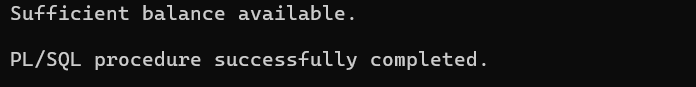 Sufficient balance available.
PL/SQL procedure successfully completed.